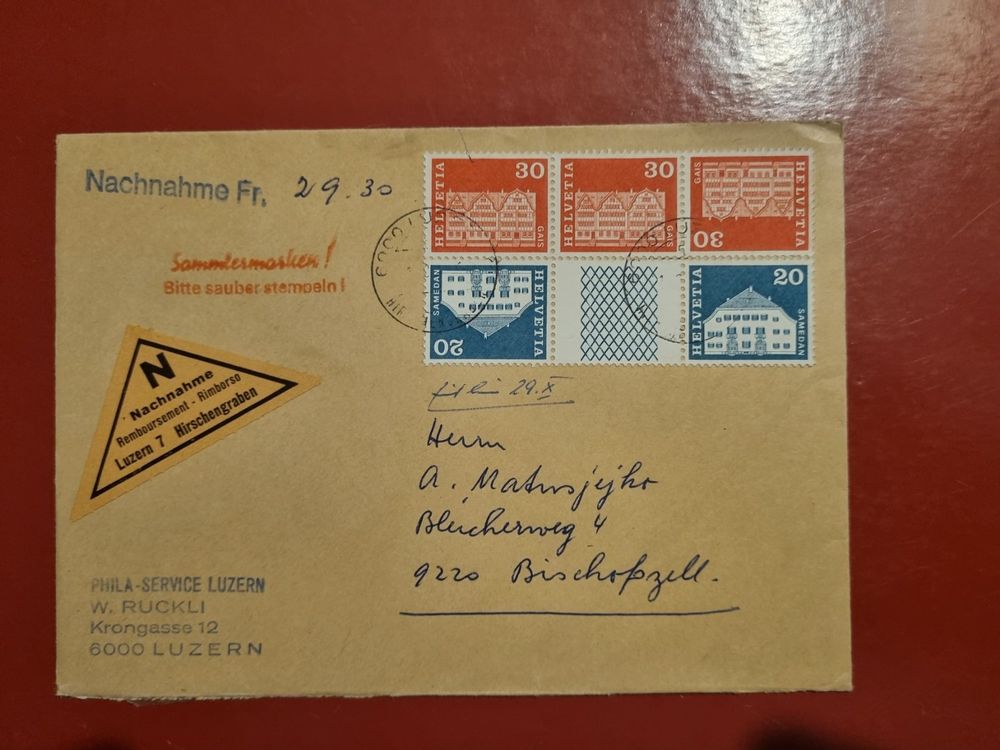 Nachnahme Fr. 29.30
Sammlermarken!
Bitte sauber stempeln!
HELVETIA 30 GAIS
HELVETIA 30 GAIS
HELVETIA 30 GAIS
HELVETIA 20 SAMEDAN
HELVETIA 20 SAMEDAN
N
Nachnahme
Remboursement - Rimborso
Luzern 7 Hirschengraben
29.X
Herrn
A.
Bleicherweg 4
9220 Bischofszell.
PHILA-SERVICE LUZERN
W. RUCKLI
Krongasse 12
6000 LUZERN